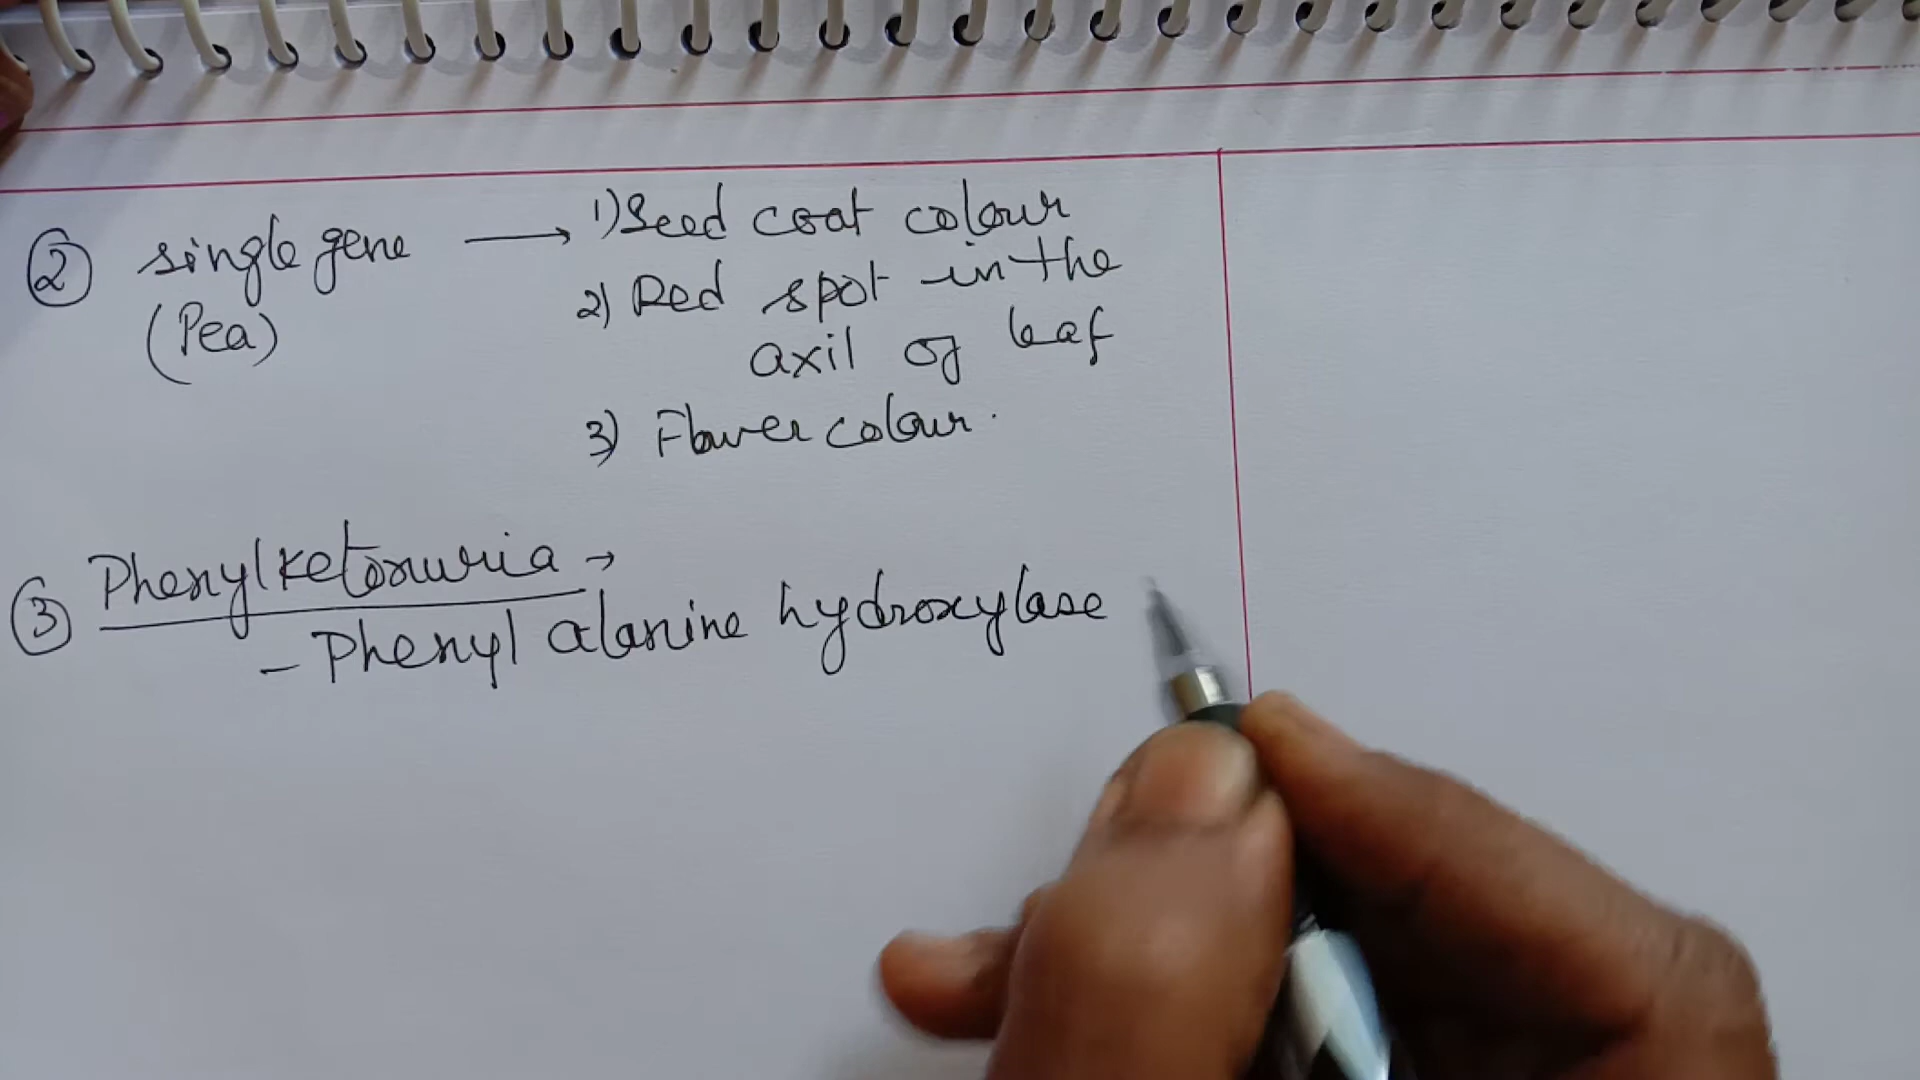 ② single gene → 1) Seed coat colour
(Pea) 2) Red spot in the
axil of leaf
3) Flower colour.
③ Phenylketonuria →
- Phenyl alanine hydroxylase